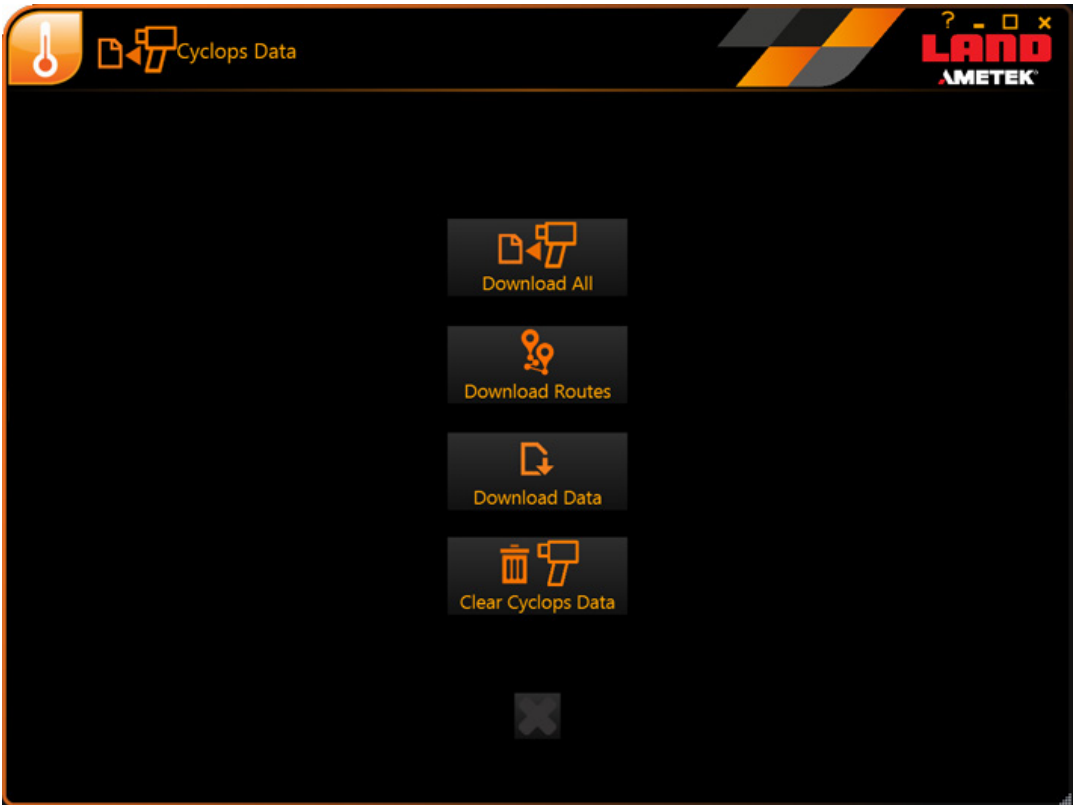 Cyclops Data
?
LAND
AMETEK®
Download All
Download Routes
Download Data
Clear Cyclops Data